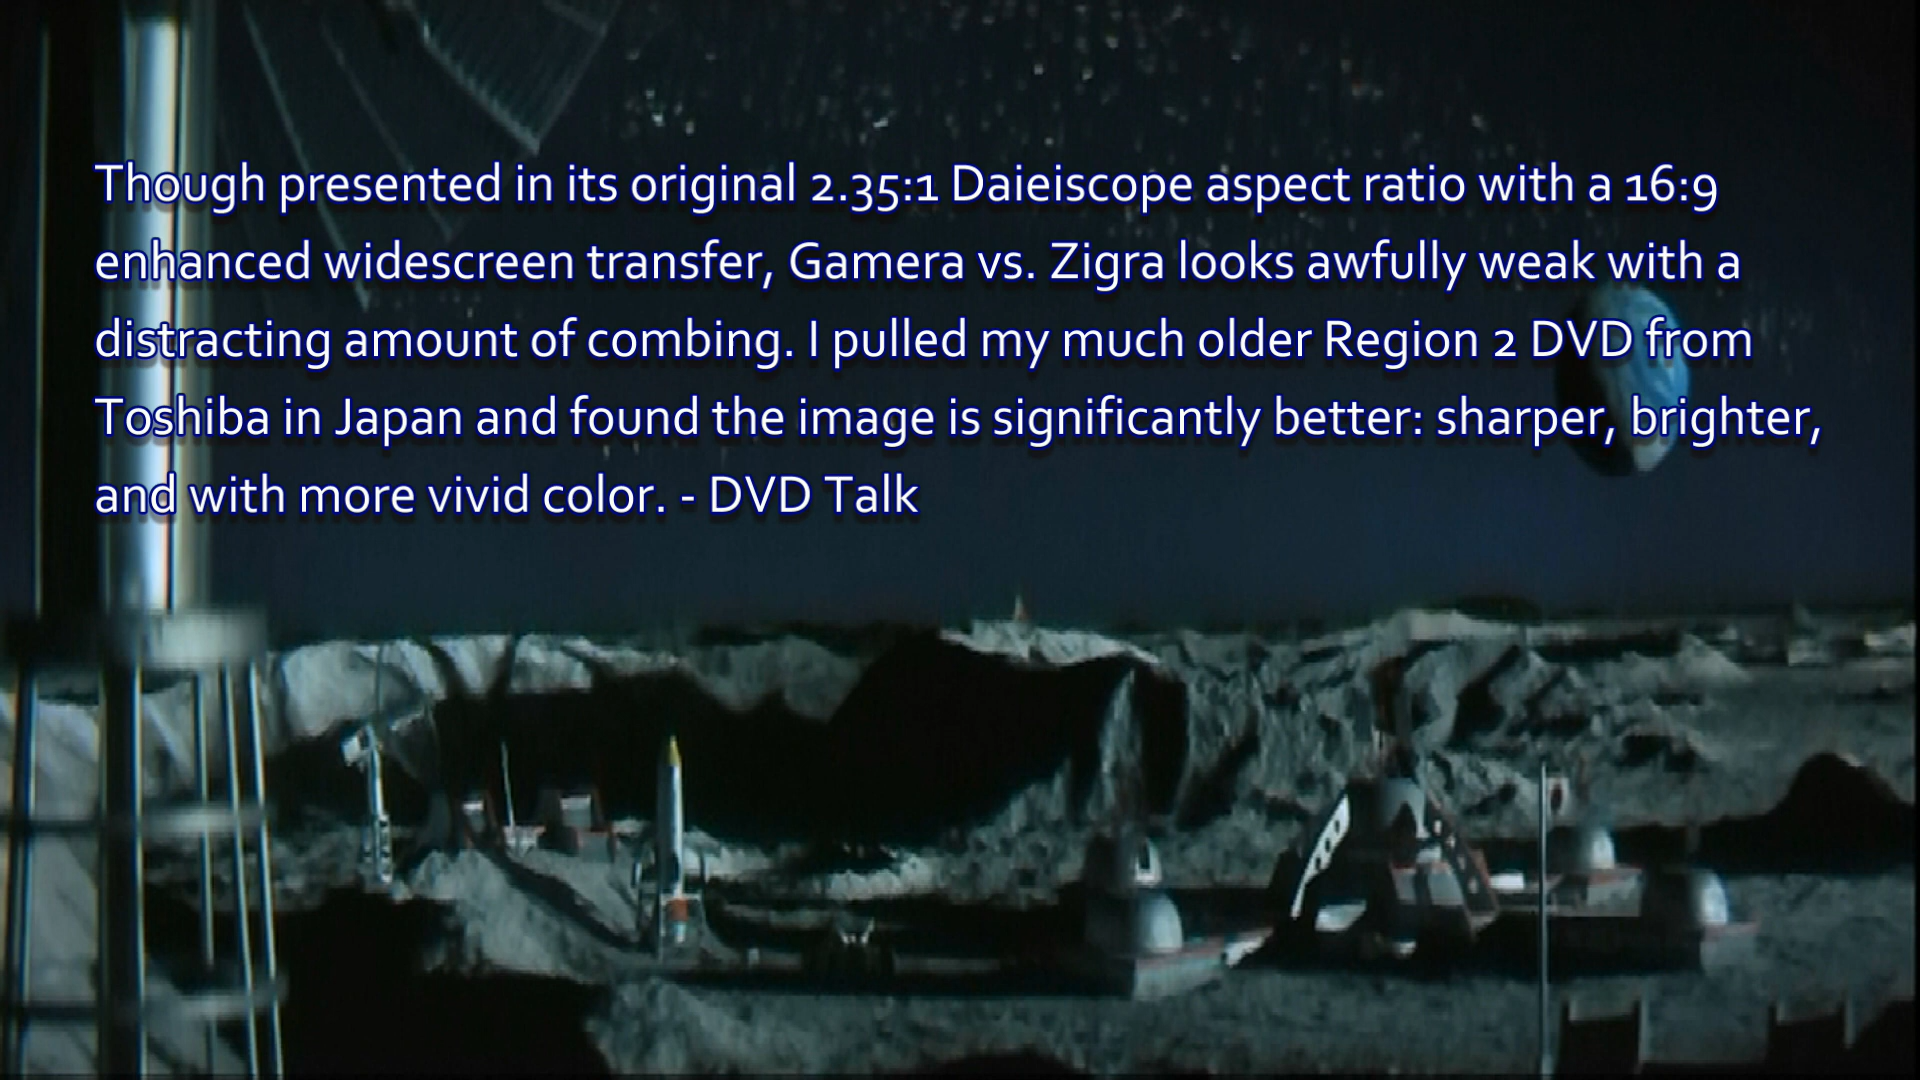 Though presented in its original 2.35:1 Daieiscope aspect ratio with a 16:9
enhanced widescreen transfer, Gamera vs. Zigra looks awfully weak with a
distracting amount of combing. I pulled my much older Region 2 DVD from
Toshiba in Japan and found the image is significantly better: sharper, brighter,
and with more vivid color. - DVD Talk